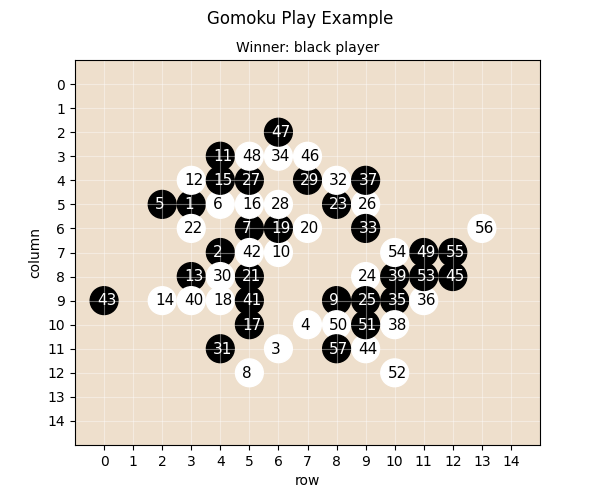 Gomoku Play Example
Winner: black player
0
1
2 47
3 11 48 34 46
4 12 15 27 29 32 37
5 5 1 6 16 28 23 26
6 22 7 19 20 33 56
7 2 42 10 54 49 55
8 13 30 21 24 39 53 45
9 43 14 40 18 41 9 25 35 36
10 17 4 50 51 38
11 31 3 57 44
12 8 52
13
14
column
0 1 2 3 4 5 6 7 8 9 10 11 12 13 14
row